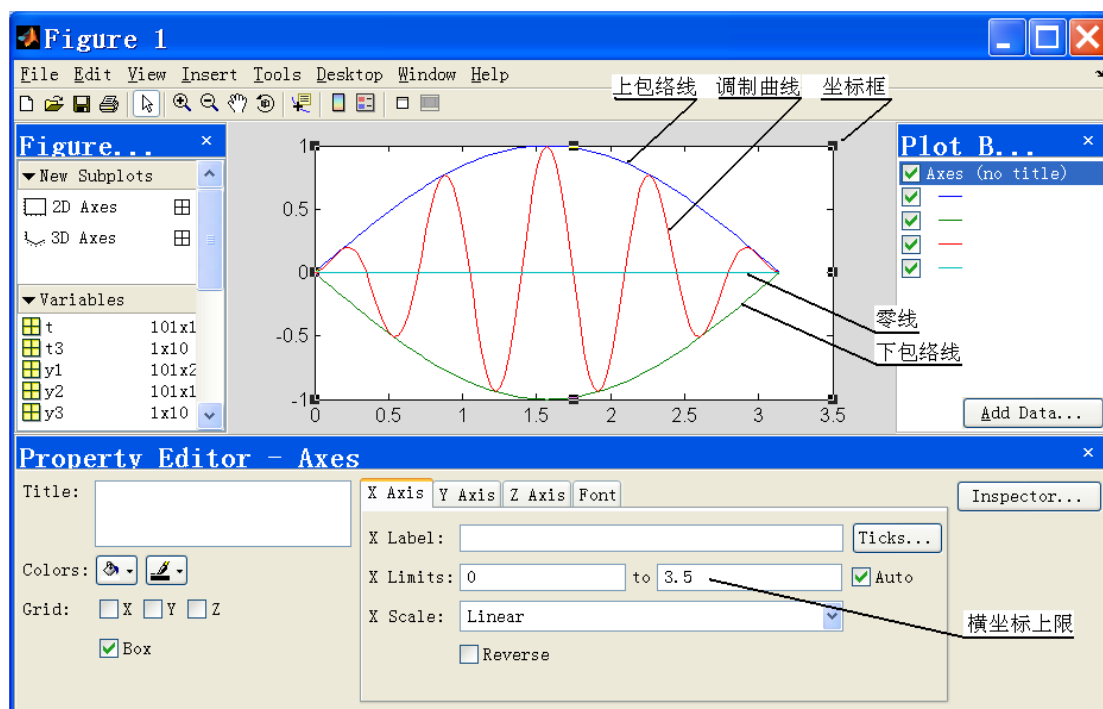 Figure 1
File Edit View Insert Tools Desktop Window Help
上包络线 调制曲线 坐标框
Figure...
New Subplots
2D Axes
3D Axes
Variables
t 101x1
t3 1x10
y1 101x2
y2 101x1
y3 1x10
1
0.5
0
-0.5
-1
0 0.5 1 1.5 2 2.5 3 3.5
零线
下包络线
Plot B...
Axes (no title)
Add Data...
Property Editor - Axes
Title:
Colors:
Grid: X Y Z
Box
X Axis Y Axis Z Axis Font
X Label: Ticks...
X Limits: 0 to 3.5 Auto
X Scale: Linear
Reverse
Inspector...
横坐标上限